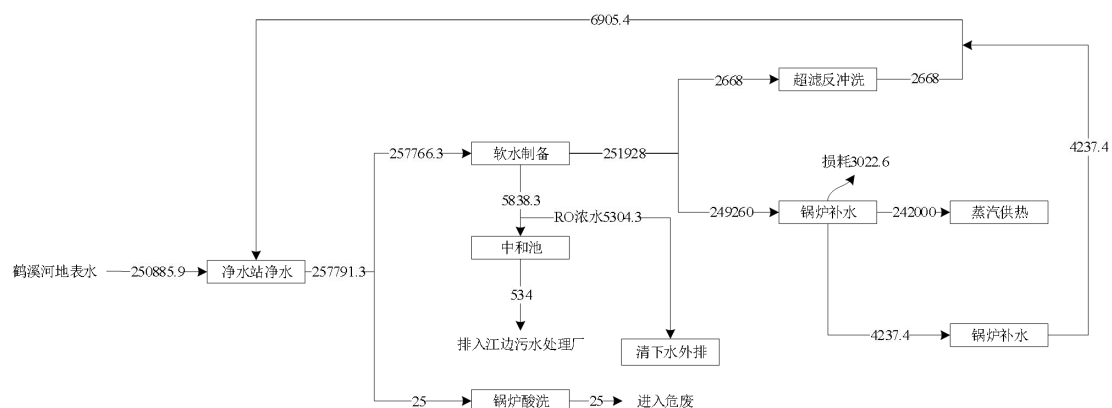 6905.4
2668
超滤反冲洗
2668
257766.3
软水制备
251928
4237.4
损耗3022.6
5838.3
249260
锅炉补水
242000
蒸汽供热
RO浓水5304.3
中和池
鹤溪河地表水
250885.9
净水站净水
257791.3
534
4237.4
锅炉补水
排入江边污水处理厂
清下水外排
25
锅炉酸洗
25
进入危废